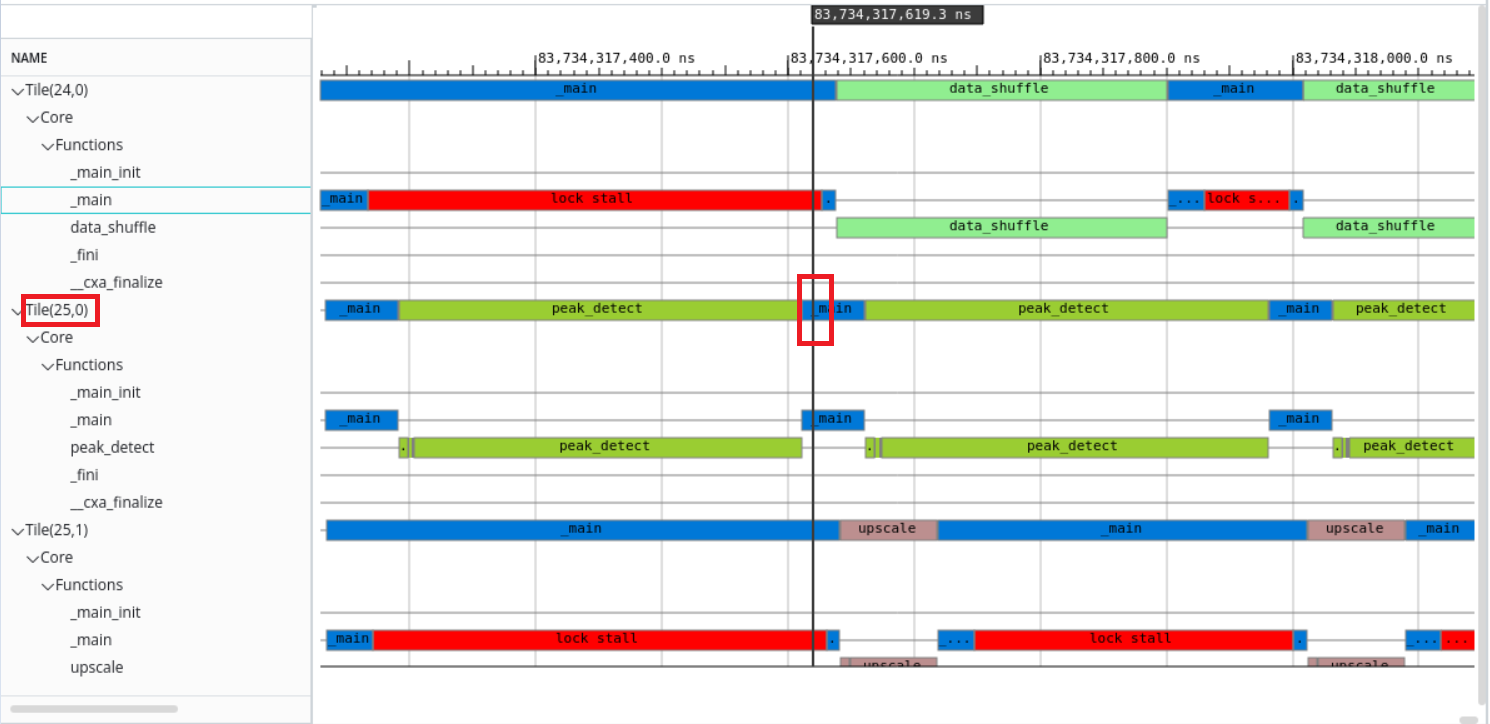 83,734,317,619.3 ns
NAME
83,734,317,400.0 ns 83,734,317,600.0 ns 83,734,317,800.0 ns 83,734,318,000.0 ns
Tile(24,0) _main data_shuffle _main data_shuffle
Core
Functions
_main_init
_main _main lock stall . _... lock s... .
data_shuffle data_shuffle data_shuffle
_fini
__cxa_finalize
Tile(25,0) _main peak_detect _main peak_detect _main peak_detect
Core
Functions
_main_init
_main _main _main _main
peak_detect . peak_detect . peak_detect . peak_detect
_fini
__cxa_finalize
Tile(25,1) _main upscale _main upscale _main
Core
Functions
_main_init
_main _main lock stall . _... lock stall . ... ...
upscale upscale upscale